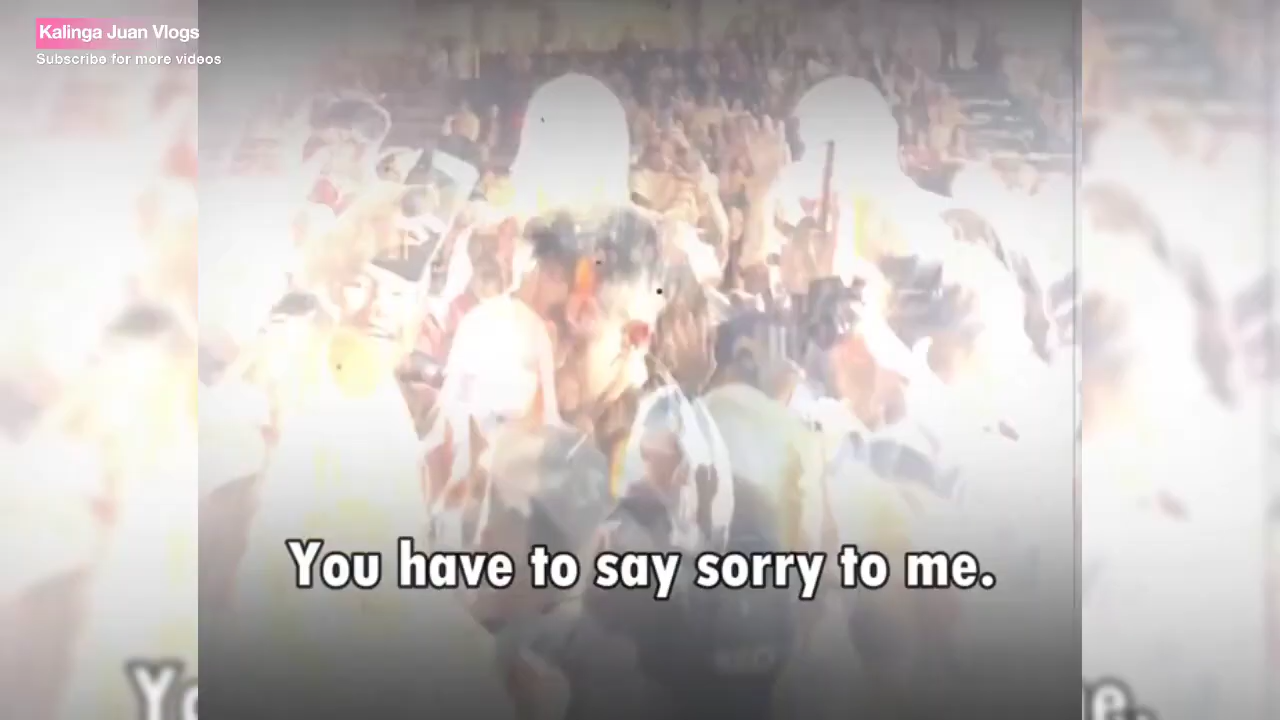 Kalinga Juan Vlogs
Subscribe for more videos
You have to say sorry to me.